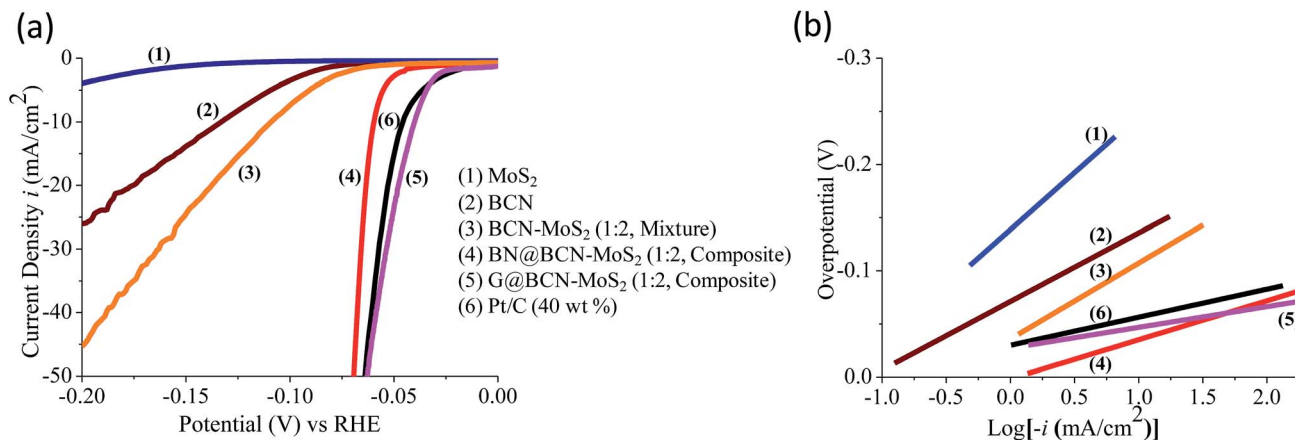 (a)
0
-10
-20
-30
-40
-50
Current Density i (mA/cm²)
-0.20
-0.15
-0.10
-0.05
0.00
Potential (V) vs RHE
(1)
(2)
(3)
(4)
(5)
(6)
(1) MoS₂
(2) BCN
(3) BCN-MoS₂ (1:2, Mixture)
(4) BN@BCN-MoS₂ (1:2, Composite)
(5) G@BCN-MoS₂ (1:2, Composite)
(6) Pt/C (40 wt %)
(b)
-0.3
-0.2
-0.1
0.0
Overpotential (V)
-1.0
-0.5
0.0
0.5
1.0
1.5
2.0
Log[-i (mA/cm²)]
(1)
(2)
(3)
(6)
(5)
(4)